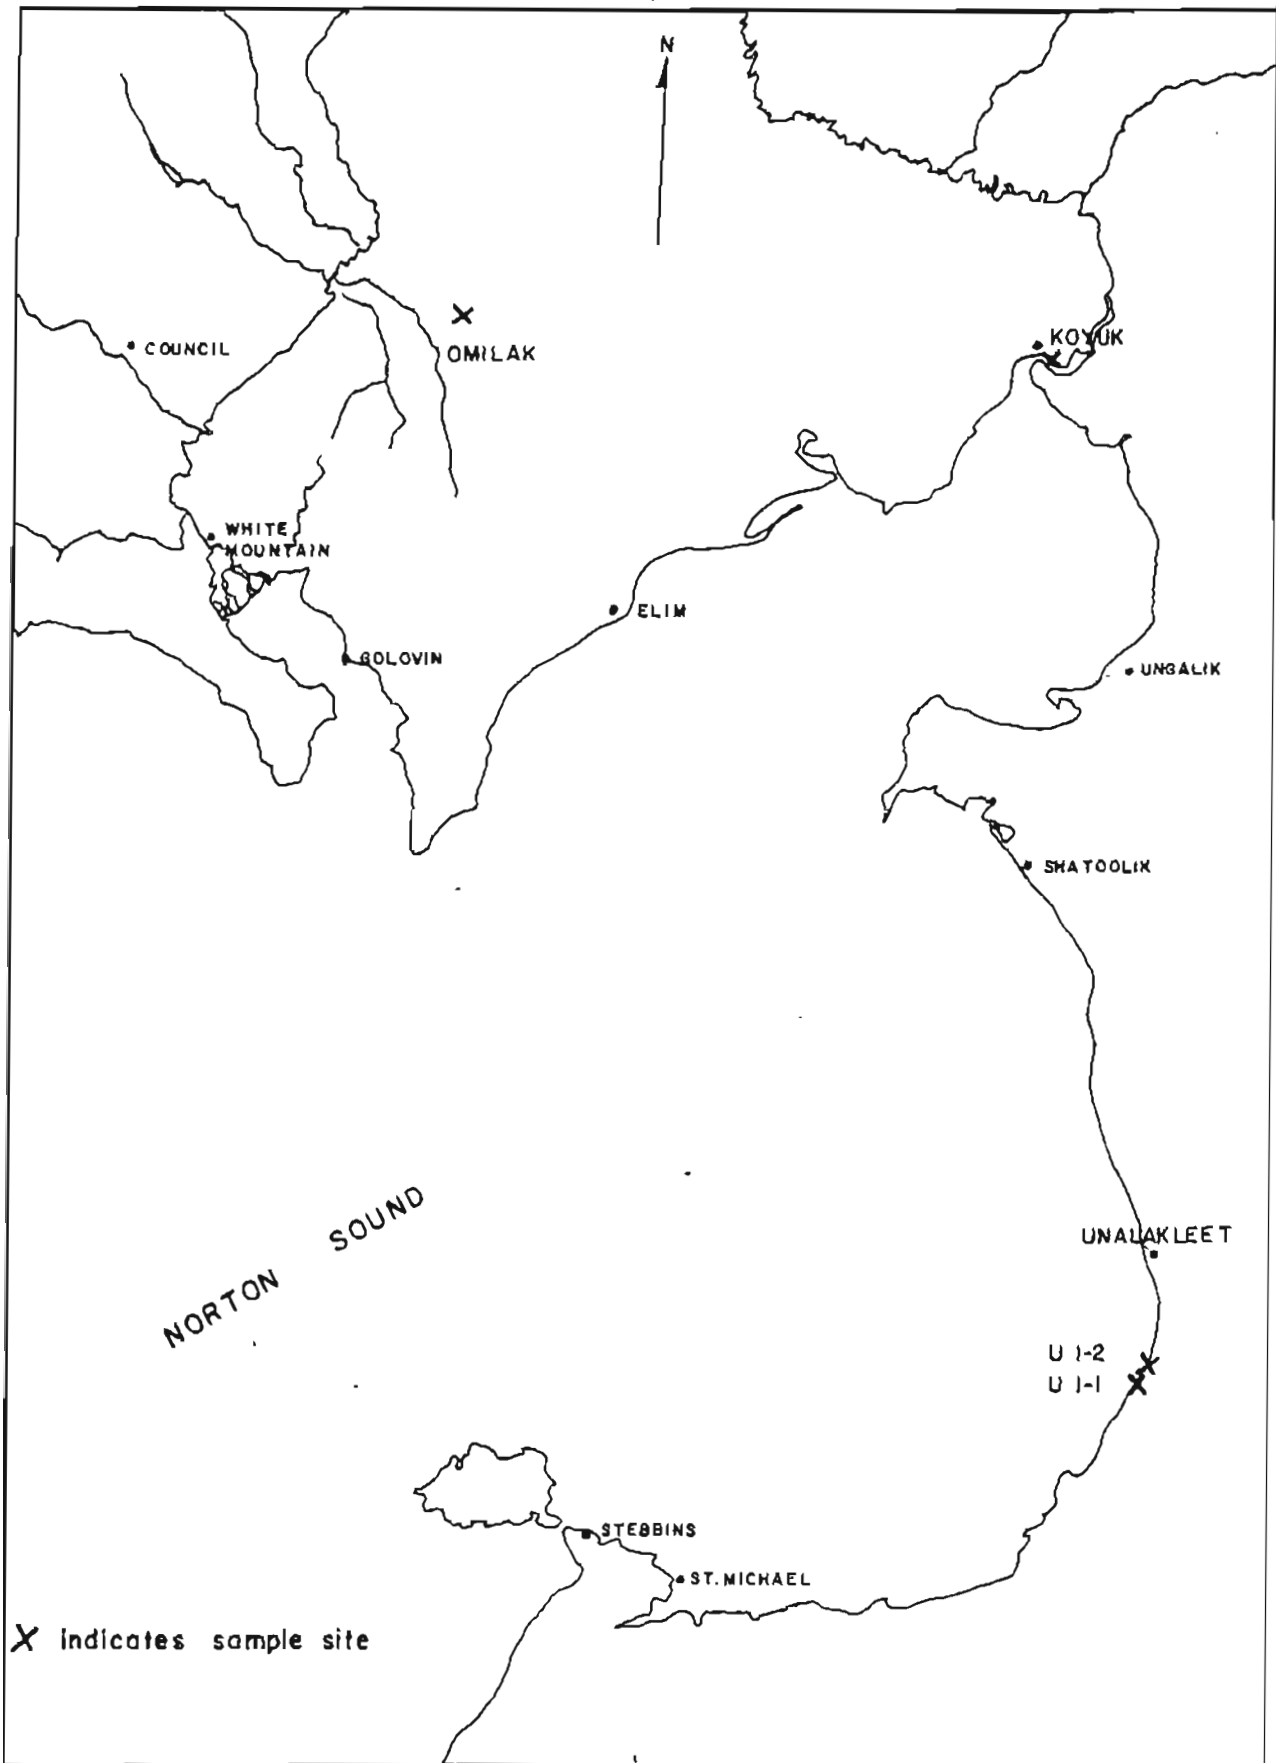 N
KOYUK
COUNCIL
OMILAK
WHITE
MOUNTAIN
ELIM
GOLOVIN
UNGALIK
SHATOOLIK
NORTON SOUND
UNALAKLEET
U 1-2
U 1-1
STEBBINS
ST. MICHAEL
X indicates sample site